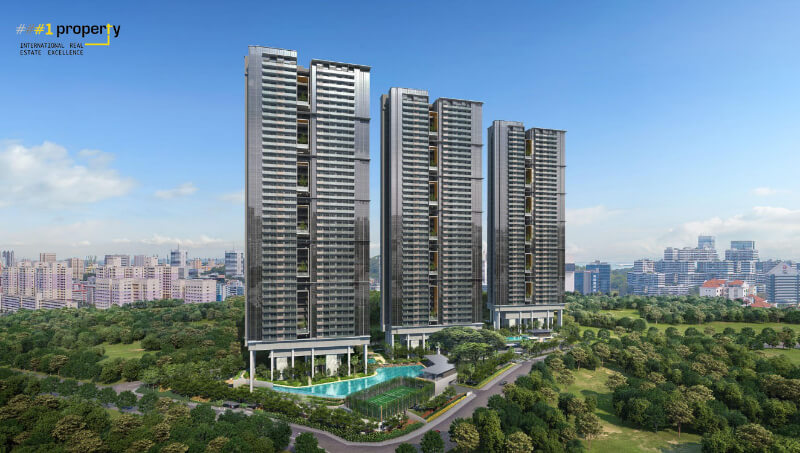 ###1 property
INTERNATIONAL REAL
ESTATE EXCELLENCE